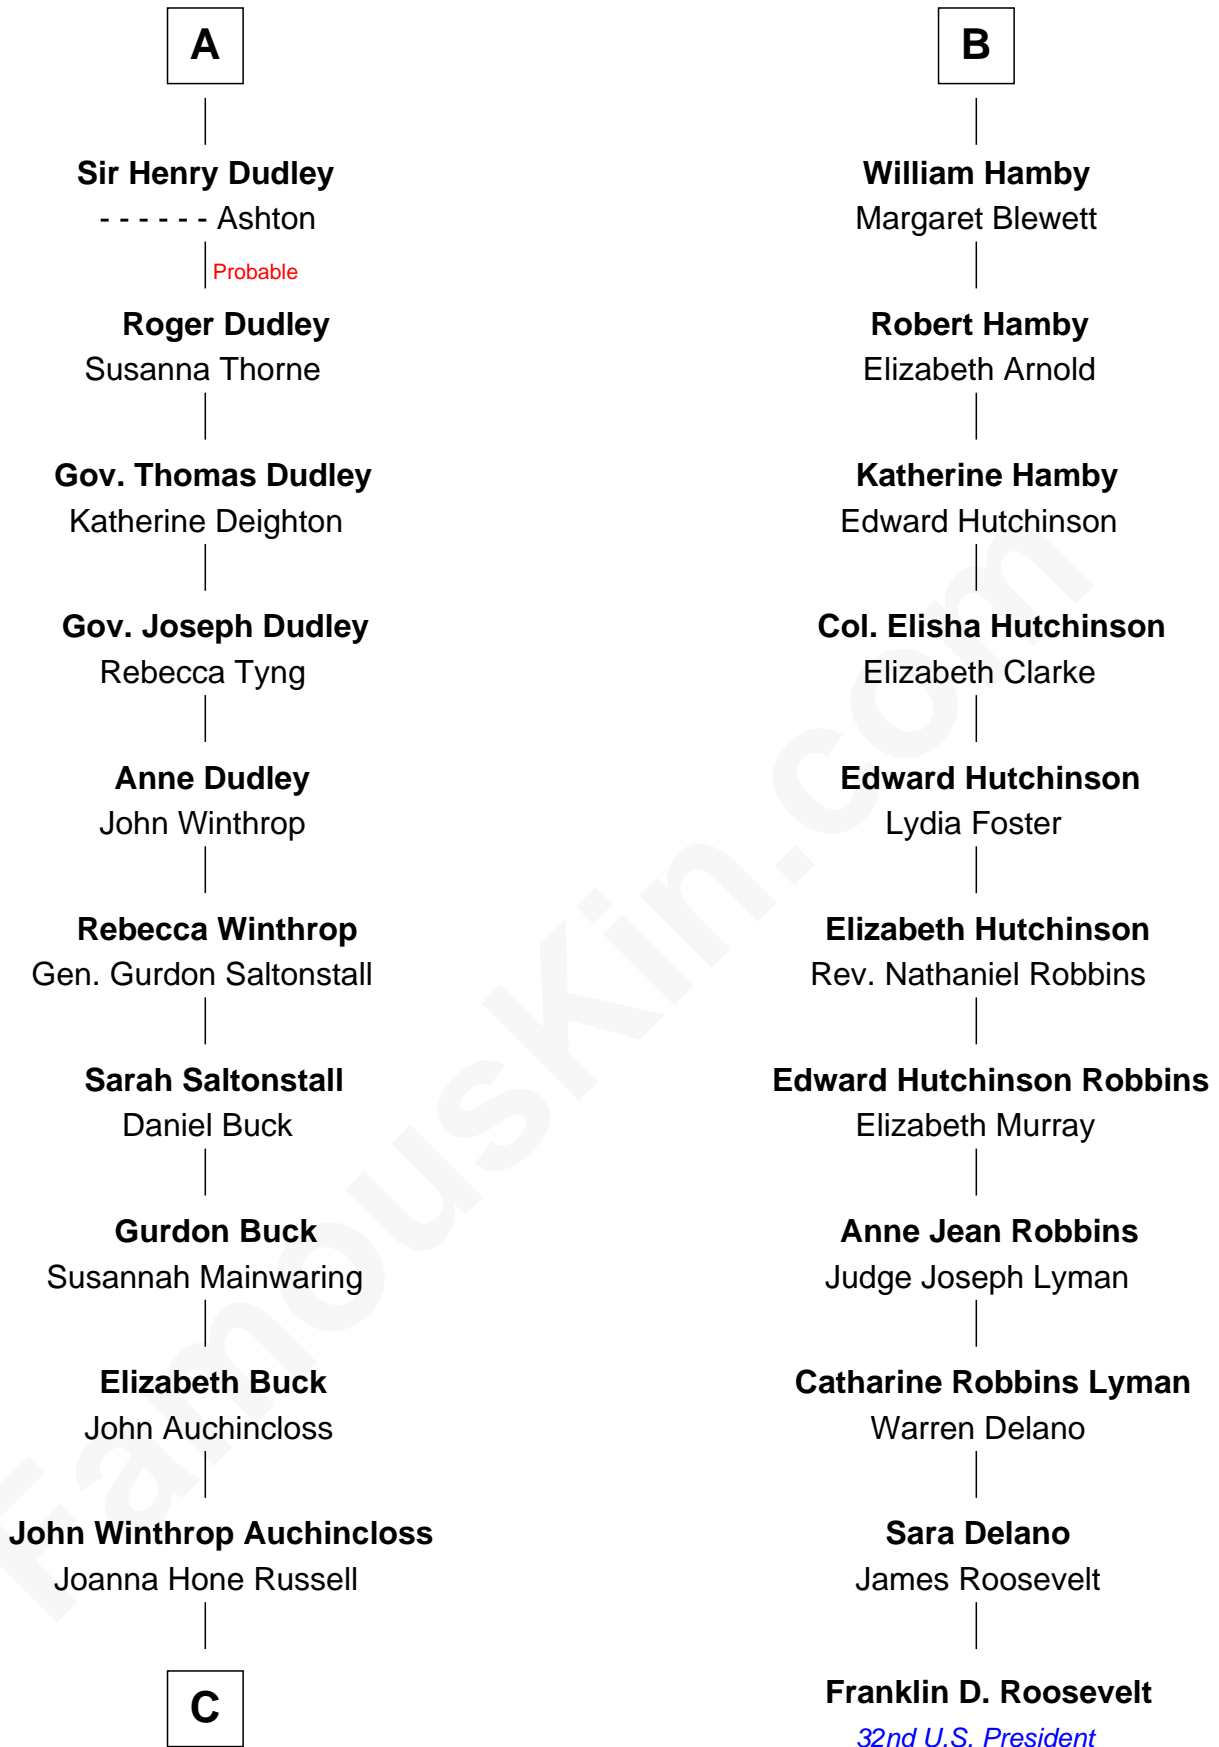 A
Sir Henry Dudley
- - - - - - Ashton
Probable
Roger Dudley
Susanna Thorne
Gov. Thomas Dudley
Katherine Deighton
Gov. Joseph Dudley
Rebecca Tyng
Anne Dudley
John Winthrop
Rebecca Winthrop
Gen. Gurdon Saltonstall
Sarah Saltonstall
Daniel Buck
Gurdon Buck
Susannah Mainwaring
Elizabeth Buck
John Auchincloss
John Winthrop Auchincloss
Joanna Hone Russell
C
B
William Hamby
Margaret Blewett
Robert Hamby
Elizabeth Arnold
Katherine Hamby
Edward Hutchinson
Col. Elisha Hutchinson
Elizabeth Clarke
Edward Hutchinson
Lydia Foster
Elizabeth Hutchinson
Rev. Nathaniel Robbins
Edward Hutchinson Robbins
Elizabeth Murray
Anne Jean Robbins
Judge Joseph Lyman
Catharine Robbins Lyman
Warren Delano
Sara Delano
James Roosevelt
Franklin D. Roosevelt
32nd U.S. President
FamousKin.com